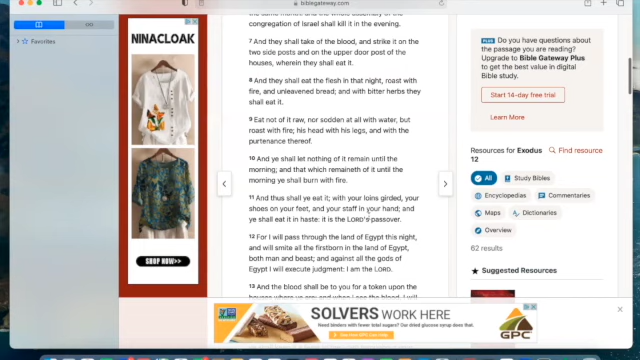 biblegateway.com
Favorites
NINACLOAK
SHOP NOW>>
the same month: and the whole assembly of the
congregation of Israel shall kill it in the evening.
7 And they shall take of the blood, and strike it on the
two side posts and on the upper door post of the
houses, wherein they shall eat it.
8 And they shall eat the flesh in that night, roast with
fire, and unleavened bread; and with bitter herbs they
shall eat it.
9 Eat not of it raw, nor sodden at all with water, but
roast with fire; his head with his legs, and with the
purtenance thereof.
10 And ye shall let nothing of it remain until the
morning; and that which remaineth of it until the
morning ye shall burn with fire.
11 And thus shall ye eat it; with your loins girded, your
shoes on your feet, and your staff in your hand; and
ye shall eat it in haste: it is the LORD's passover.
12 For I will pass through the land of Egypt this night,
and will smite all the firstborn in the land of Egypt,
both man and beast; and against all the gods of
Egypt I will execute judgment: I am the LORD.
13 And the blood shall be to you for a token upon the
PLUS Do you have questions about
the passage you are reading?
Upgrade to Bible Gateway Plus
to get the best value in digital
Bible study.
Start 14-day free trial
Learn More
Resources for Exodus
12
Find resource
All
Study Bibles
Encyclopedias
Commentaries
Maps
Dictionaries
Overview
62 results
Suggested Resources
SOLVERS WORK HERE
Need binders with fewer total sugars? Our dried glucose syrup does that.
GPC